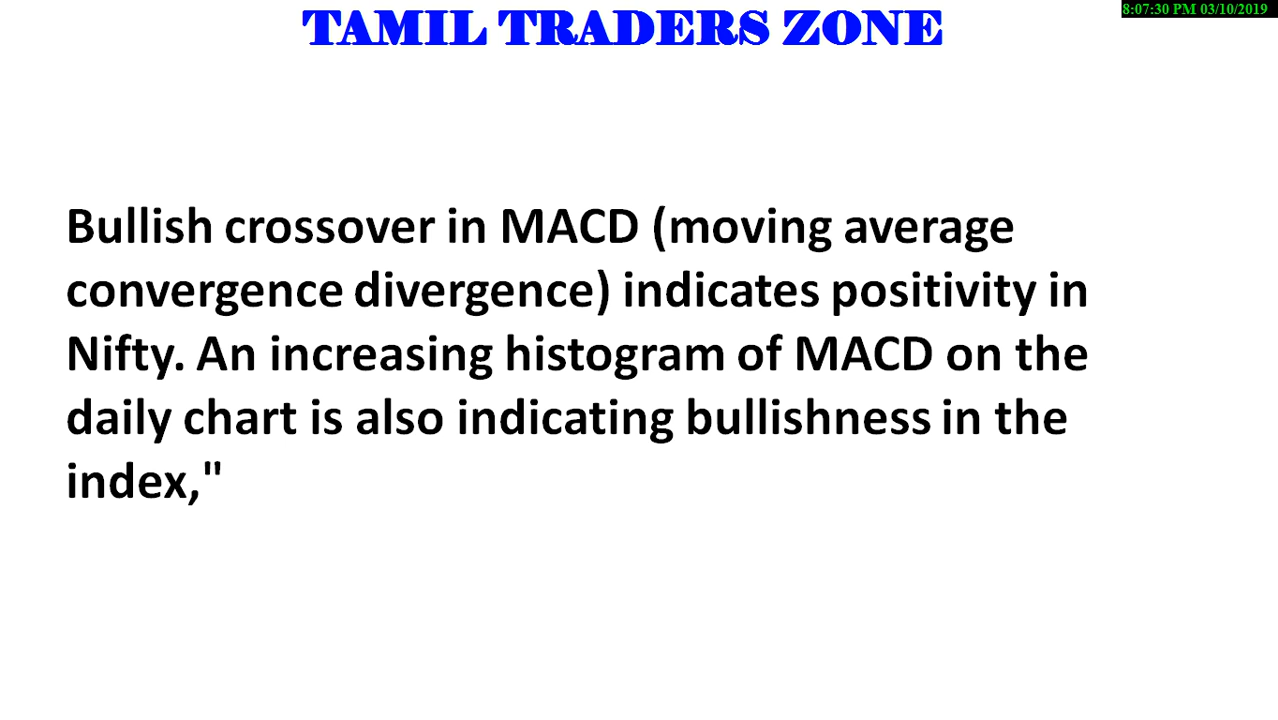 TAMIL TRADERS ZONE
8:07:30 PM 03/10/2019
Bullish crossover in MACD (moving average
convergence divergence) indicates positivity in
Nifty. An increasing histogram of MACD on the
daily chart is also indicating bullishness in the
index,"